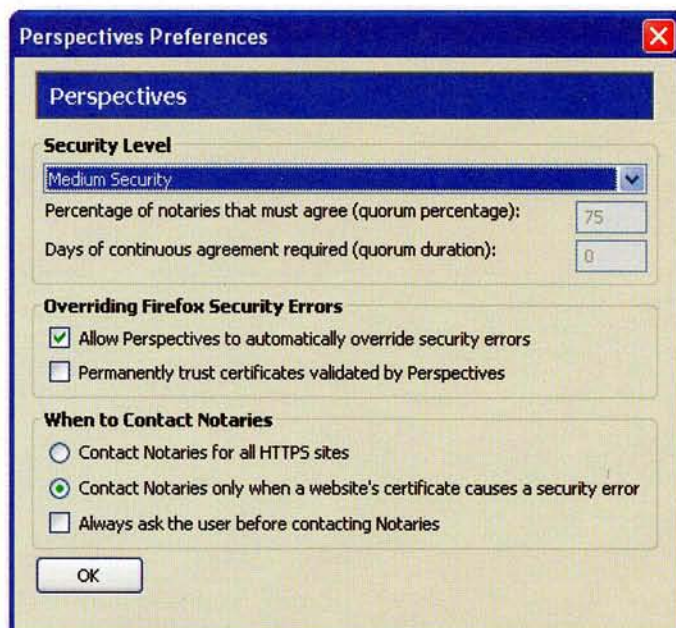 Perspectives Preferences
Perspectives
Security Level
Medium Security
Percentage of notaries that must agree (quorum percentage): 75
Days of continuous agreement required (quorum duration): 0
Overriding Firefox Security Errors
Allow Perspectives to automatically override security errors
Permanently trust certificates validated by Perspectives
When to Contact Notaries
Contact Notaries for all HTTPS sites
Contact Notaries only when a website's certificate causes a security error
Always ask the user before contacting Notaries
OK